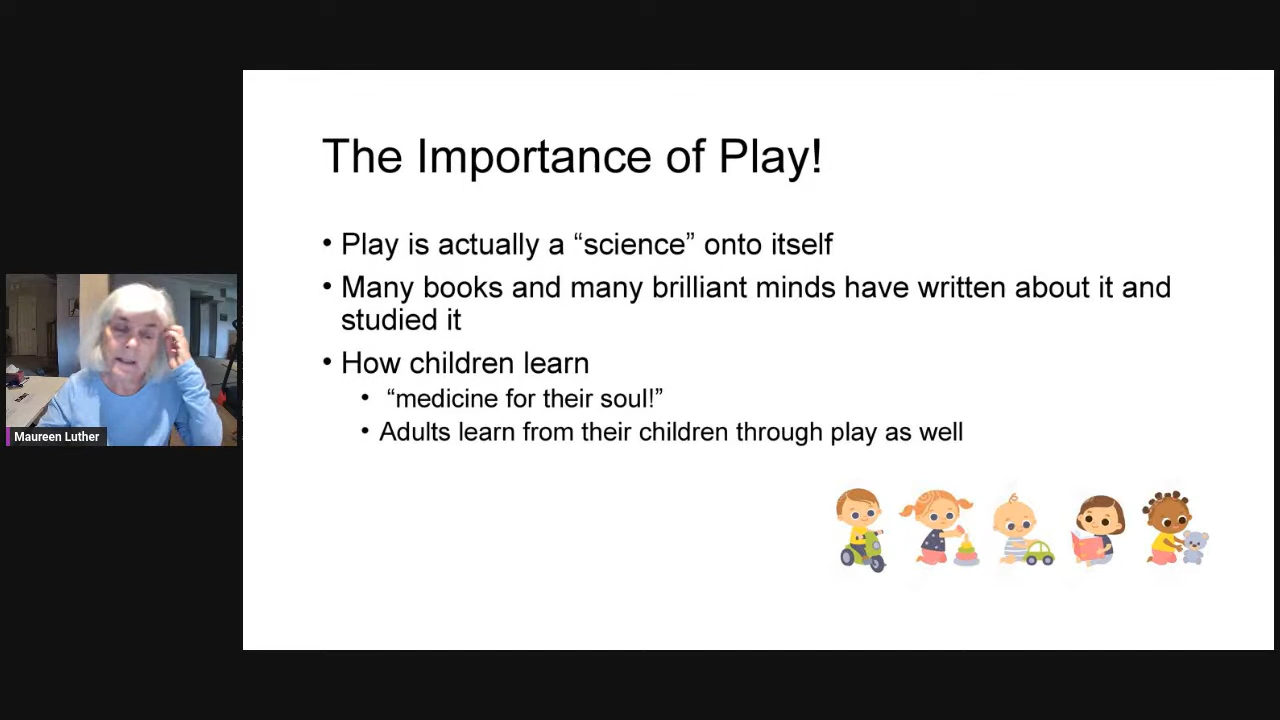 The Importance of Play!
• Play is actually a “science” onto itself
• Many books and many brilliant minds have written about it and
studied it
• How children learn
• “medicine for their soul!”
• Adults learn from their children through play as well
Maureen Luther